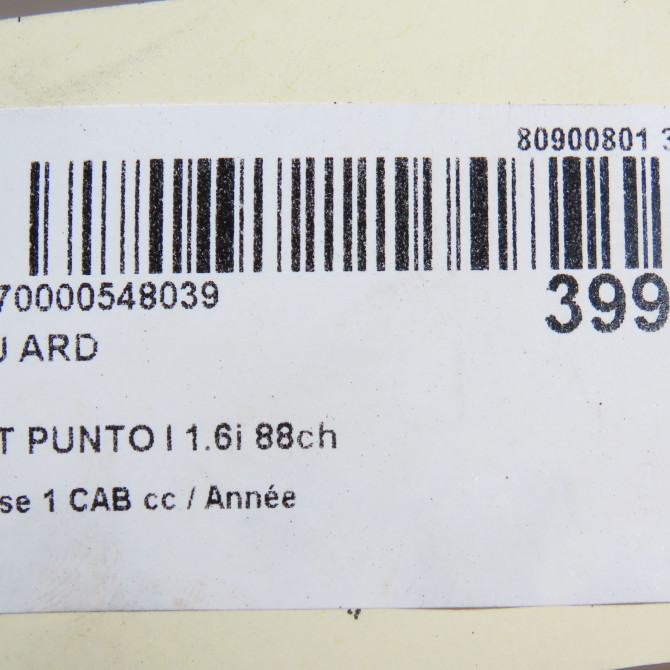 80900801 3
70000548039
399
U ARD
T PUNTO I 1.6i 88ch
se 1 CAB cc / Année